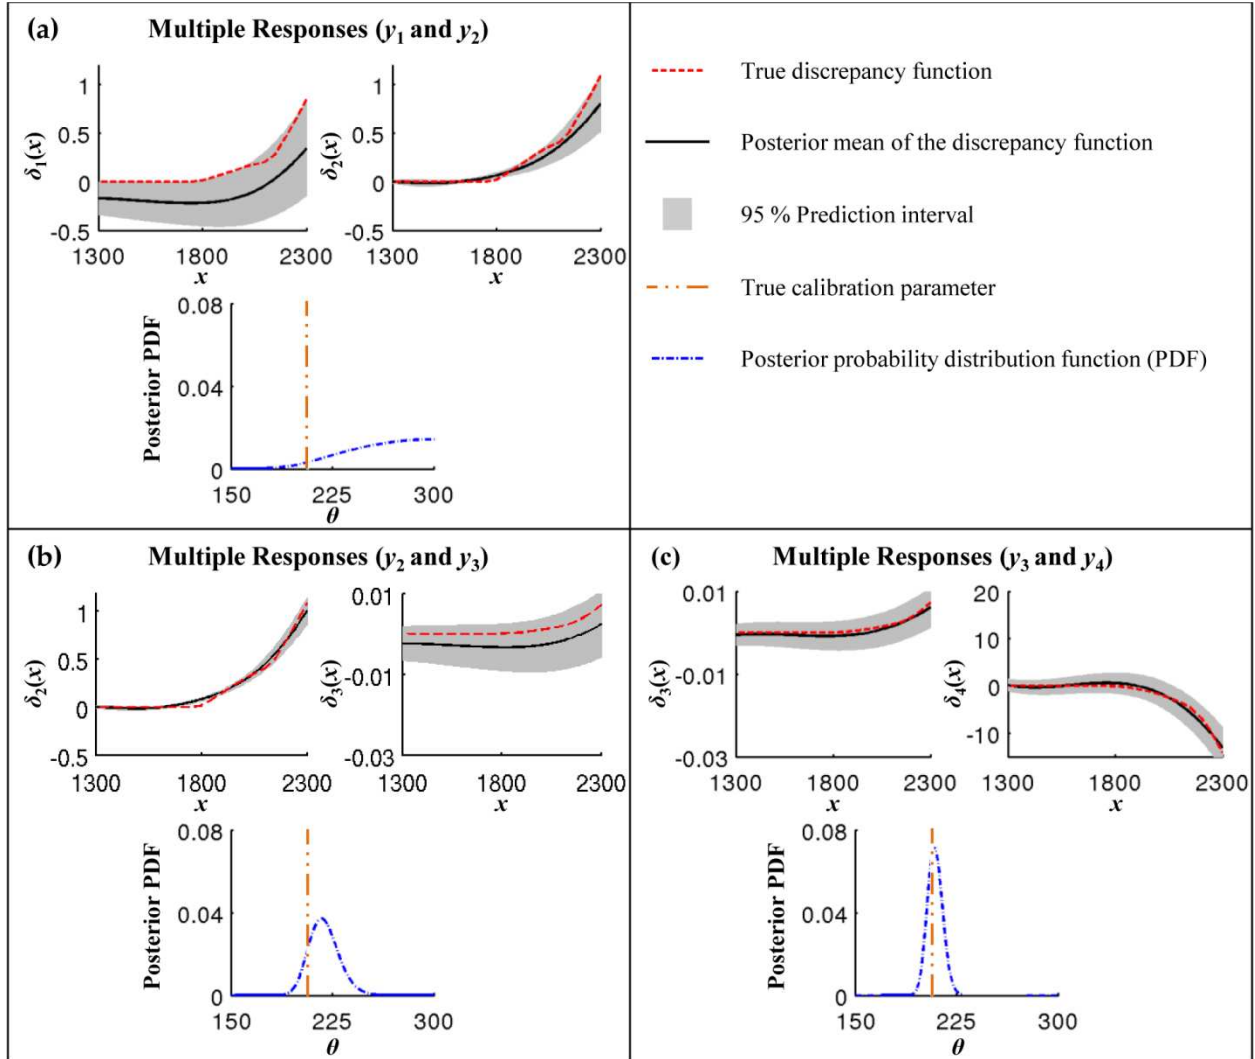 (a) Multiple Responses (y₁ and y₂)
1
0.5
0
-0.5
δ₁(x)
1300 1800 2300
x
1
0.5
0
-0.5
δ₂(x)
1300 1800 2300
x
0.08
0.04
0
Posterior PDF
150 225 300
θ
True discrepancy function
Posterior mean of the discrepancy function
95 % Prediction interval
True calibration parameter
Posterior probability distribution function (PDF)
(b) Multiple Responses (y₂ and y₃)
1
0.5
0
-0.5
δ₂(x)
1300 1800 2300
x
0.01
-0.01
-0.03
δ₃(x)
1300 1800 2300
x
0.08
0.04
0
Posterior PDF
150 225 300
θ
(c) Multiple Responses (y₃ and y₄)
0.01
-0.01
-0.03
δ₃(x)
1300 1800 2300
x
20
10
0
-10
δ₄(x)
1300 1800 2300
x
0.08
0.04
0
Posterior PDF
150 225 300
θ